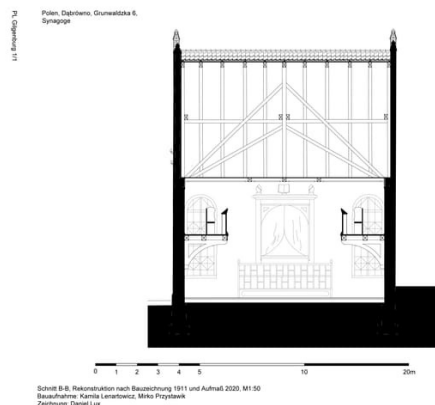 PL Gilgenburg 1/1
Polen, Dąbrówno, Grunwaldzka 6,
Synagoge
0 1 2 3 4 5 10 20m
Schnitt B-B, Rekonstruktion nach Bauzeichnung 1911 und Aufmaß 2020, M1:50
Bauaufnahme: Kamila Lenartowicz, Mirko Przystawik
Zeichnung: Daniel Lux